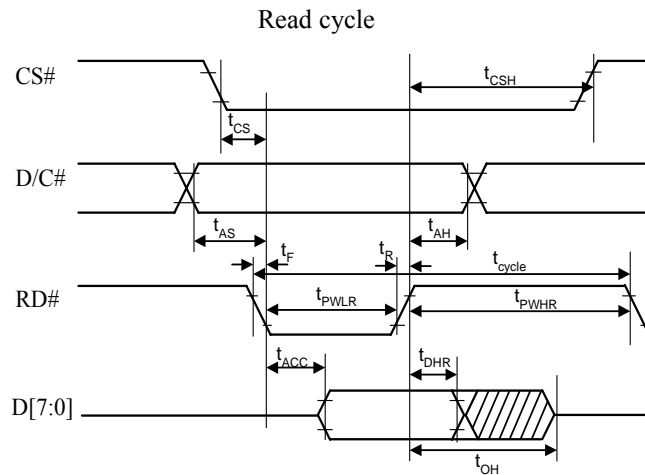 Read cycle
CS#
tCSH
tCS
D/C#
tAS
tAH
tF
tR
tcycle
RD#
tPWLR
tPWHR
tACC
tDHR
D[7:0]
tOH